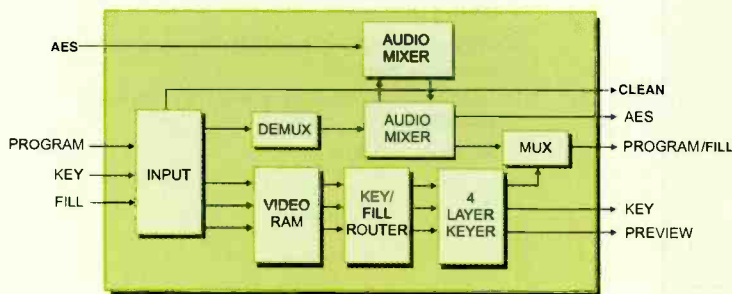 AES
AUDIO
MIXER
CLEAN
DEMUX
AUDIO
MIXER
AES
PROGRAM
INPUT
MUX
PROGRAM/FILL
KEY
FILL
VIDEO
RAM
KEY/
FILL
ROUTER
4
LAYER
KEYER
KEY
PREVIEW